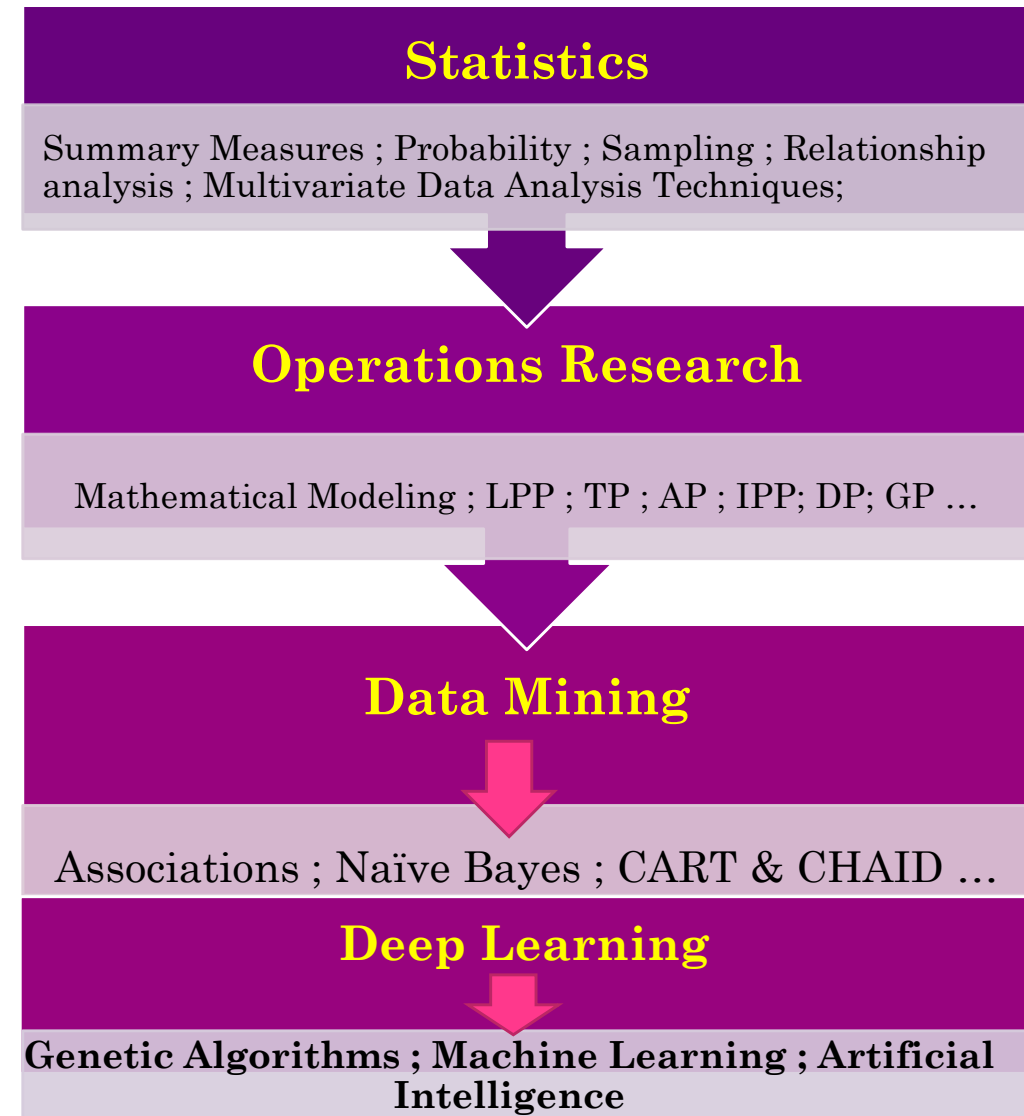 Statistics
Summary Measures ; Probability ; Sampling ; Relationship
analysis ; Multivariate Data Analysis Techniques;
Operations Research
Mathematical Modeling ; LPP ; TP ; AP ; IPP; DP; GP …
Data Mining
Associations ; Naïve Bayes ; CART & CHAID …
Deep Learning
Genetic Algorithms ; Machine Learning ; Artificial
Intelligence